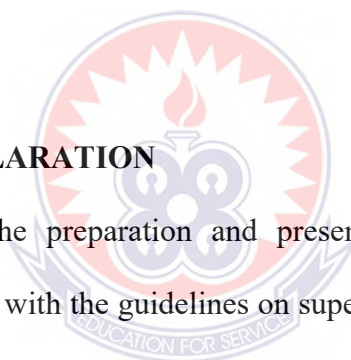 LARATION
he preparation and presen
with the guidelines on supe
EDUCATION FOR SERVICE